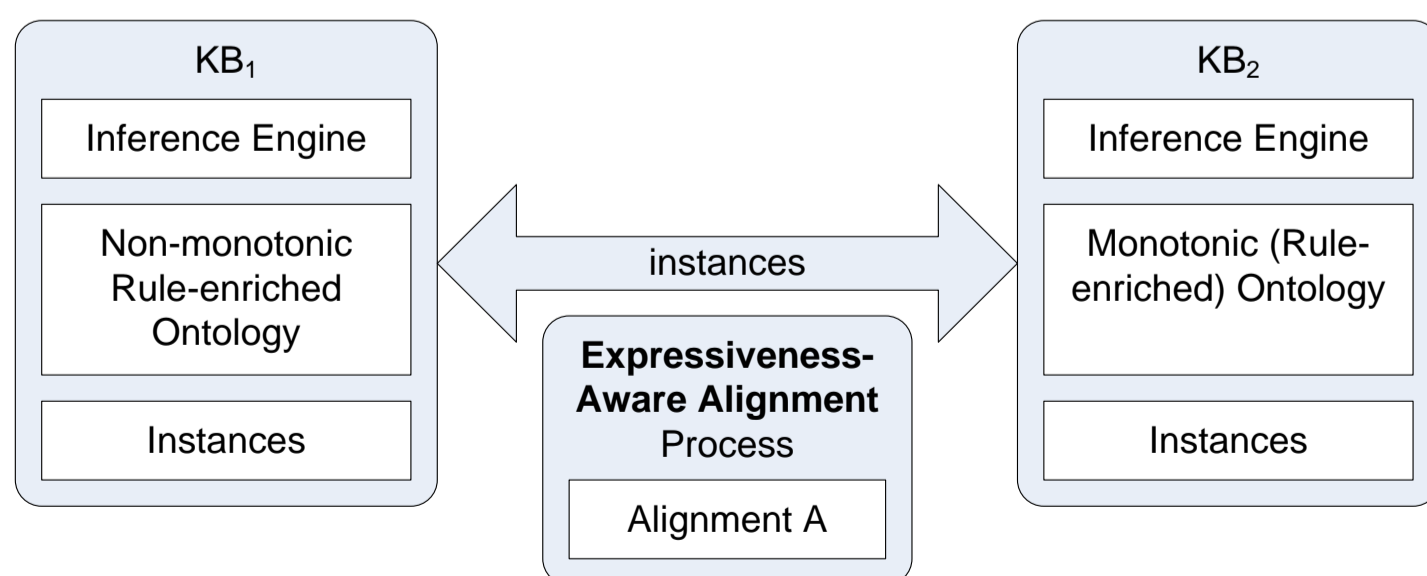 KB₁
Inference Engine
Non-monotonic
Rule-enriched
Ontology
Instances
instances
Expressiveness-
Aware Alignment
Process
Alignment A
KB₂
Inference Engine
Monotonic (Rule-
enriched) Ontology
Instances